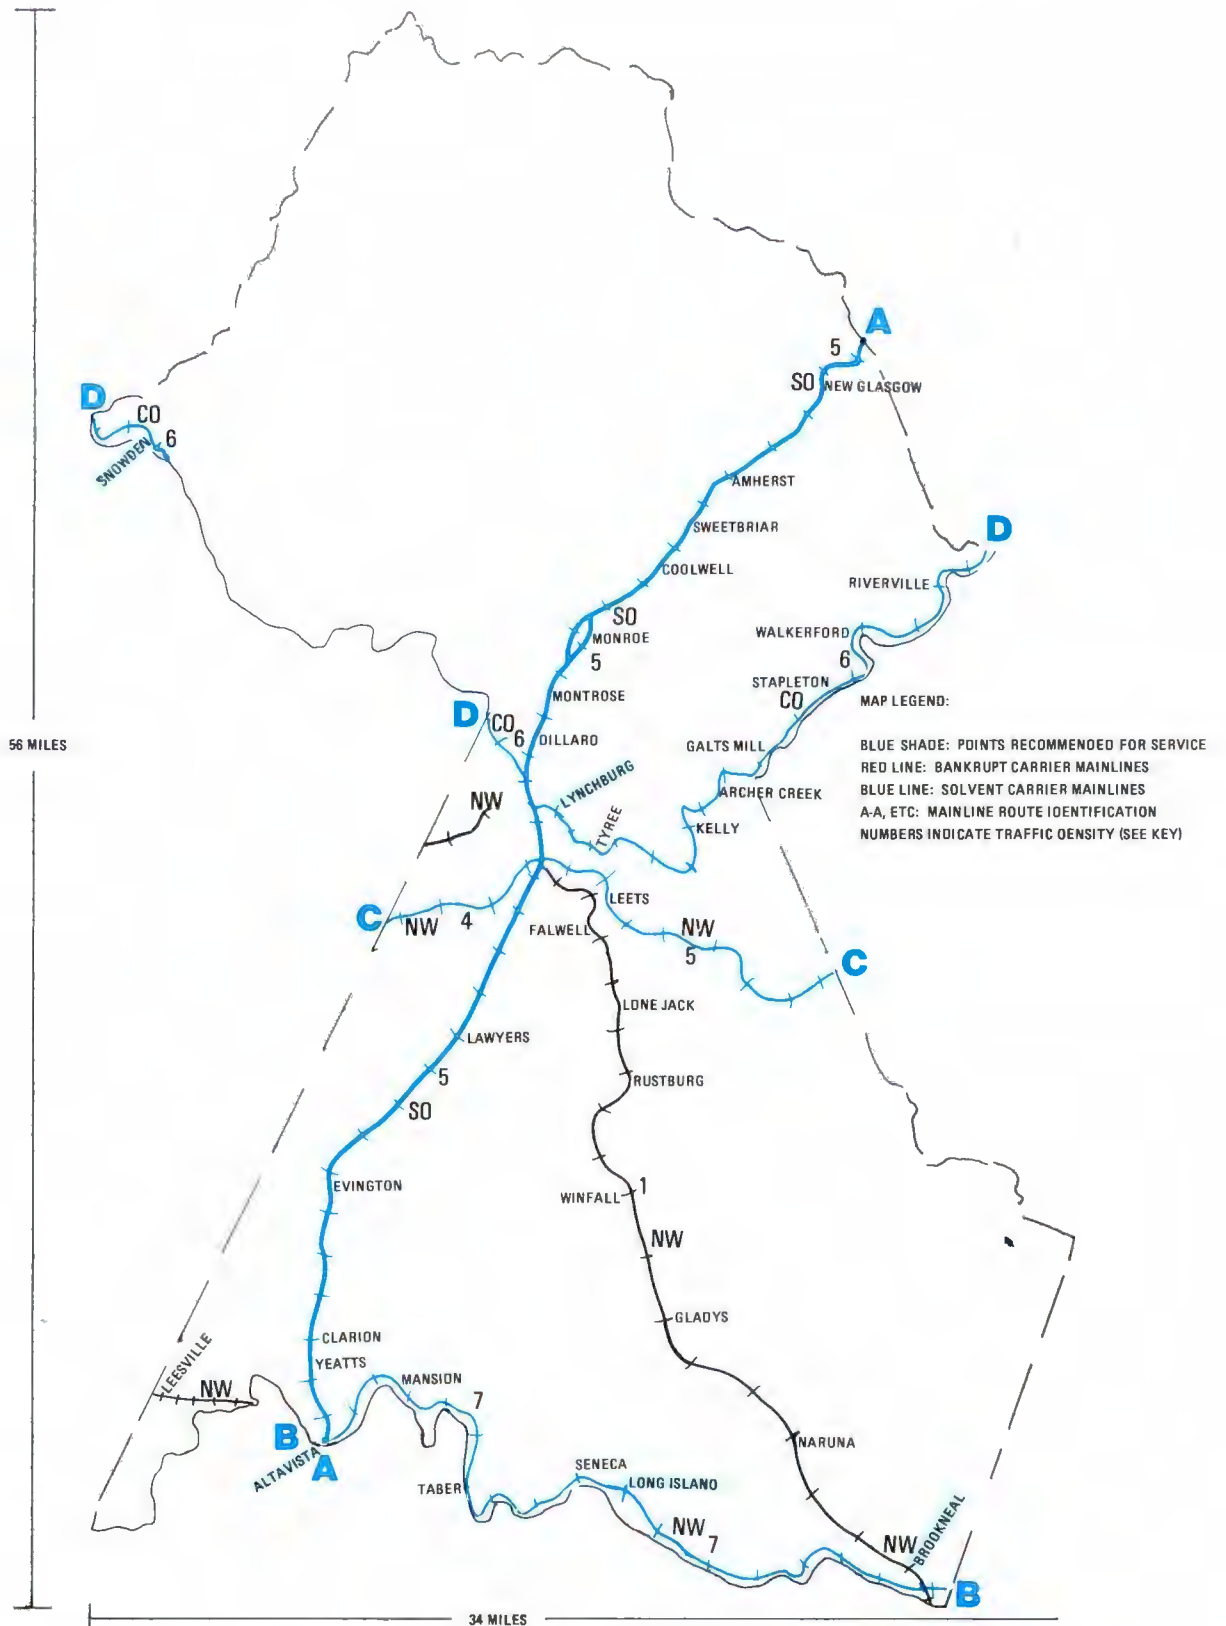 A
5
SO
NEW GLASGOW
D
CO
6
SNOWDEN
AMHERST
SWEETBRIAR
D
COOLWELL
RIVERVILLE
SO
MONROE
WALKERFORD
5
6
STAPLETON
MONTROSE
CO
MAP LEGEND:
D
CO
6
DILLARD
56 MILES
GALTS MILL
BLUE SHADE: POINTS RECOMMENDED FOR SERVICE
RED LINE: BANKRUPT CARRIER MAINLINES
BLUE LINE: SOLVENT CARRIER MAINLINES
A-A, ETC: MAINLINE ROUTE IDENTIFICATION
NUMBERS INDICATE TRAFFIC DENSITY (SEE KEY)
LYNCHBURG
ARCHER CREEK
NW
TYREE
KELLY
LEETS
C
NW
4
FALWELL
NW
5
C
LONE JACK
LAWYERS
5
RUSTBURG
SO
EVINGTON
WINFALL
1
NW
GLADYS
CLARION
YEATTS
LEESVILLE
NW
MANSION
7
B
ALTAVISTA
A
NARUNA
SENECA
TABER
LONG ISLAND
NW
7
NW
BROOKNEAL
B
34 MILES